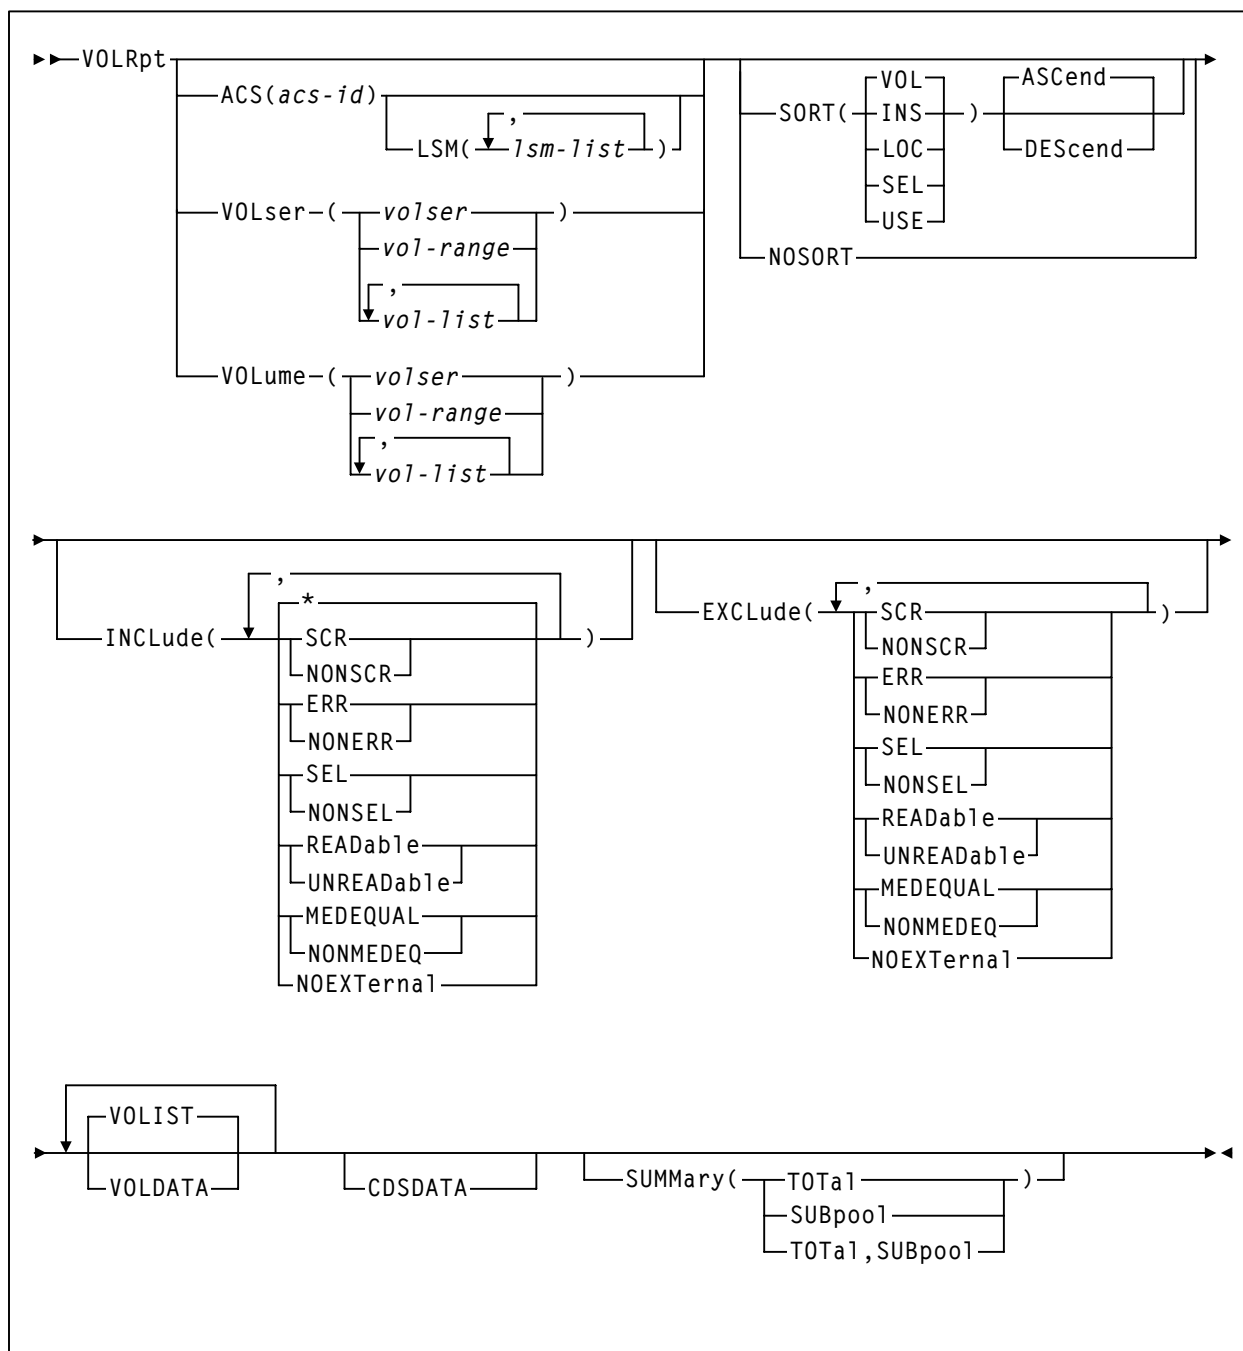 VOLRpt
ACS(acs-id)
,
LSM( lsm-list )
VOLser ( volser )
vol-range
,
vol-list
VOLume ( volser )
vol-range
,
vol-list
SORT( VOL )
INS
LOC
SEL
USE
ASCend
DEScend
NOSORT
INCLude( , )
*
SCR
NONSCR
ERR
NONERR
SEL
NONSEL
READable
UNREADable
MEDEQUAL
NONMEDEQ
NOEXTernal
EXCLude( , )
SCR
NONSCR
ERR
NONERR
SEL
NONSEL
READable
UNREADable
MEDEQUAL
NONMEDEQ
NOEXTernal
VOLIST
VOLDATA
CDSDATA
SUMMary( TOTal )
SUBpool
TOTal,SUBpool